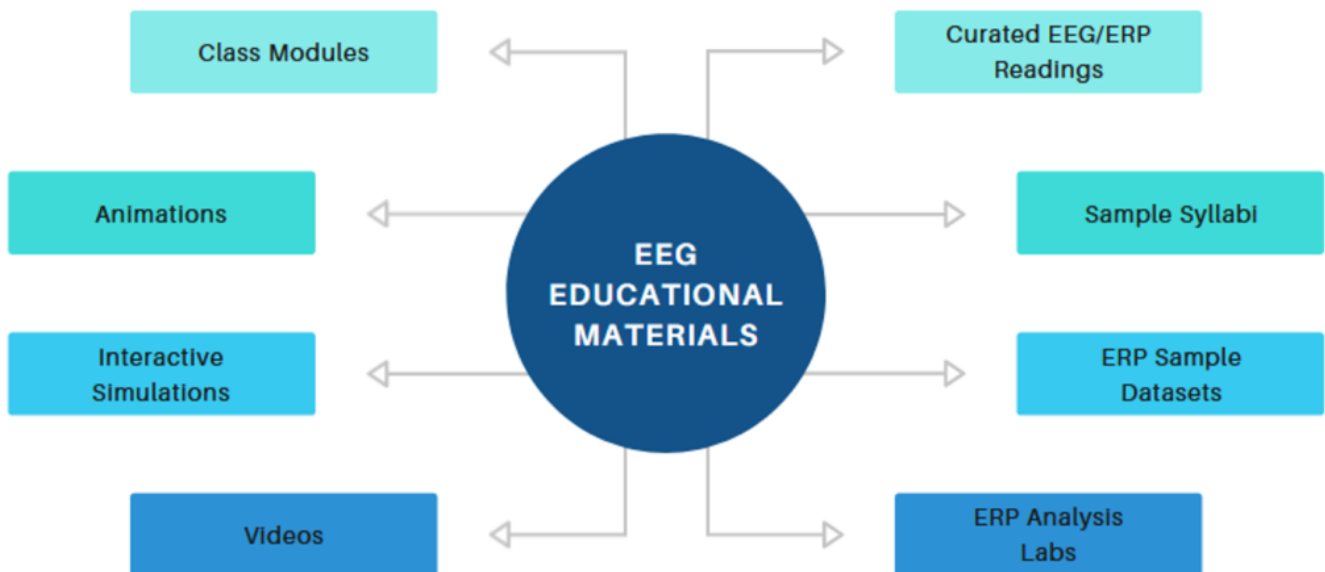 Class Modules
Curated EEG/ERP
Readings
Animations
Sample Syllabi
EEG
EDUCATIONAL
MATERIALS
Interactive
Simulations
ERP Sample
Datasets
Videos
ERP Analysis
Labs